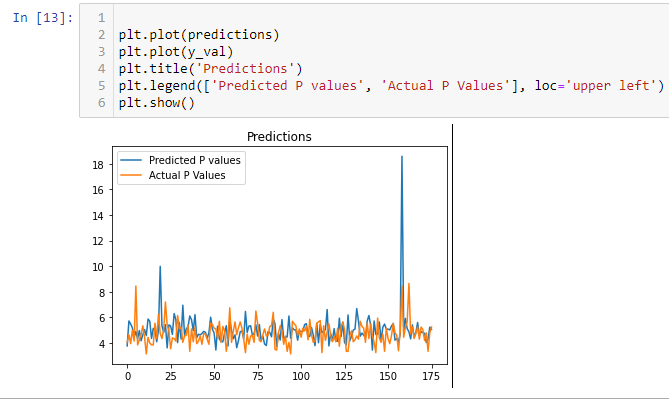 In [13]:
1
2 plt.plot(predictions)
3 plt.plot(y_val)
4 plt.title('Predictions')
5 plt.legend(['Predicted P values', 'Actual P Values'], loc='upper left')
6 plt.show()
Predictions
Predicted P values
Actual P Values
18
16
14
12
10
8
6
4
0 25 50 75 100 125 150 175